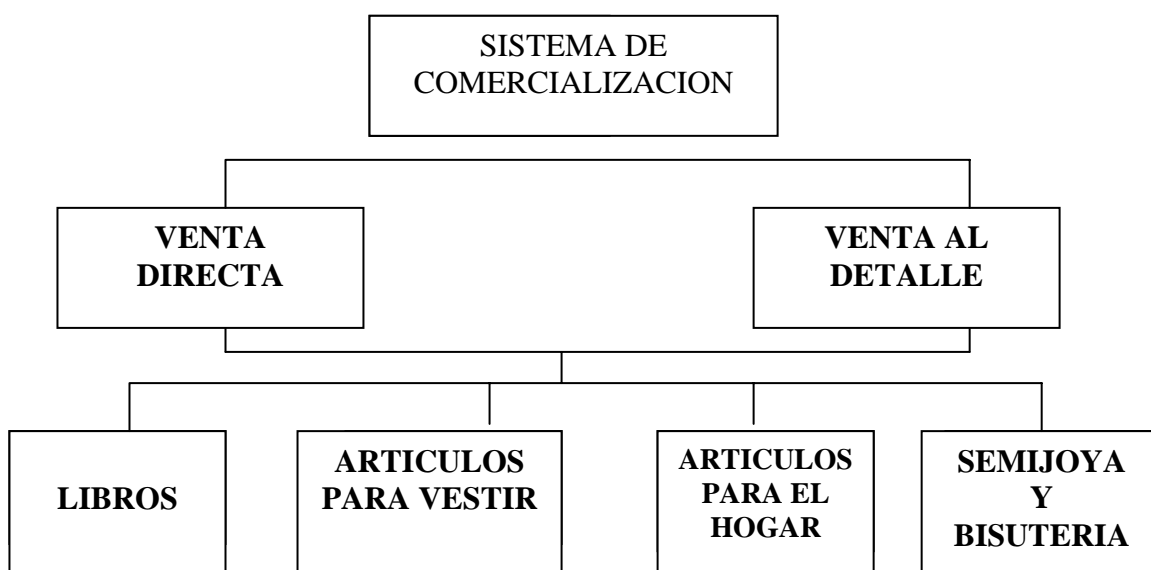 SISTEMA DE
COMERCIALIZACION
VENTA
DIRECTA
VENTA AL
DETALLE
LIBROS
ARTICULOS
PARA VESTIR
ARTICULOS
PARA EL
HOGAR
SEMIJOYA
Y
BISUTERIA